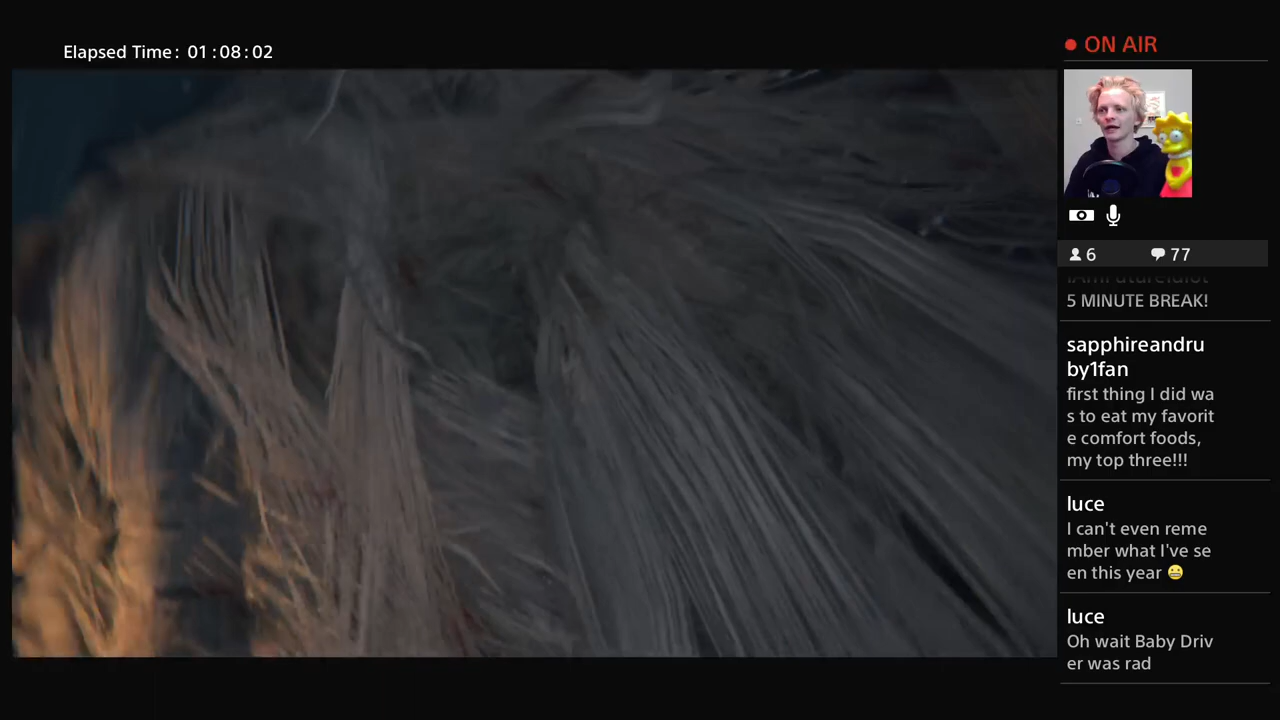 Elapsed Time: 01:08:02
ON AIR
6
77
5 MINUTE BREAK!
sapphireandru
by1fan
first thing I did wa
s to eat my favorit
e comfort foods,
my top three!!!
luce
I can't even reme
mber what I've se
en this year 😬
luce
Oh wait Baby Driv
er was rad